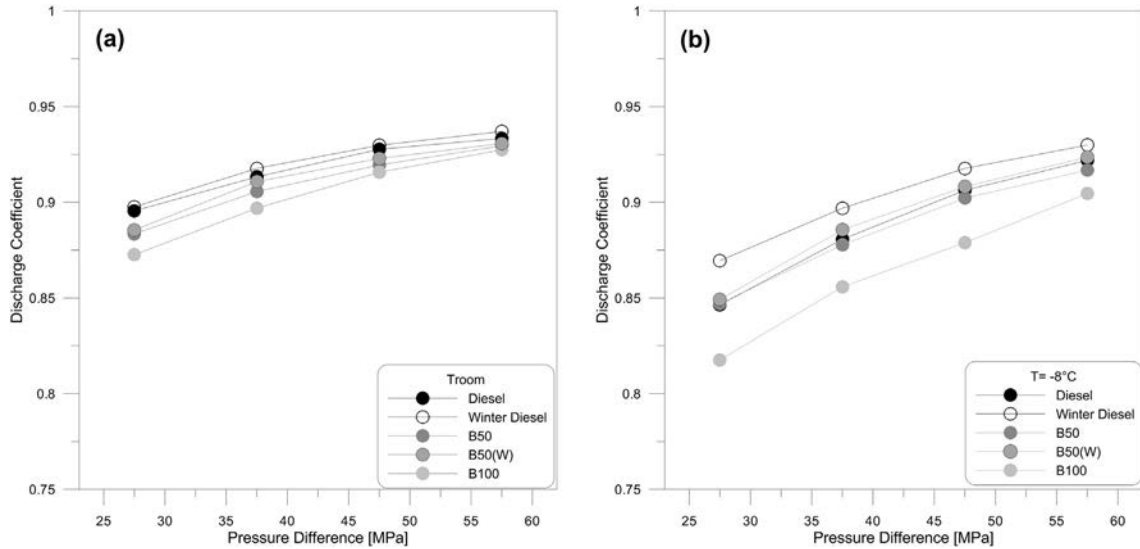 (a)
1
0.95
0.9
0.85
0.8
0.75
Discharge Coefficient
25 30 35 40 45 50 55 60
Pressure Difference [MPa]
Troom
Diesel
Winter Diesel
B50
B50(W)
B100
(b)
1
0.95
0.9
0.85
0.8
0.75
Discharge Coefficient
25 30 35 40 45 50 55 60
Pressure Difference [MPa]
T= -8°C
Diesel
Winter Diesel
B50
B50(W)
B100